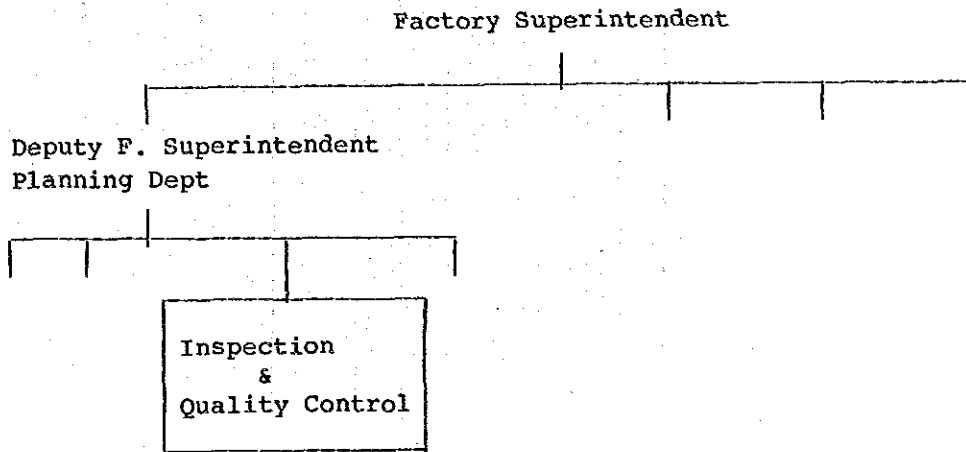 Factory Superintendent
Deputy F. Superintendent
Planning Dept
Inspection
&
Quality Control